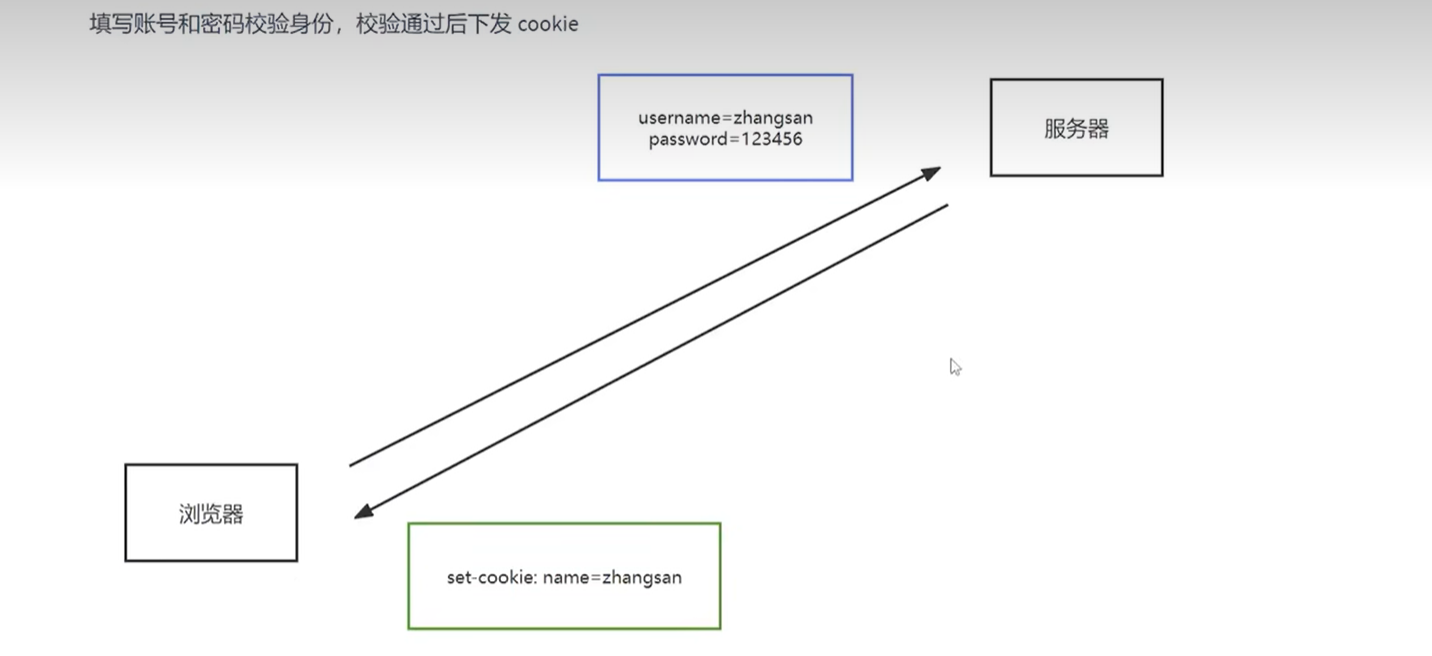 填写账号和密码校验身份，校验通过后下发 cookie
username=zhangsan
password=123456
服务器
浏览器
set-cookie: name=zhangsan